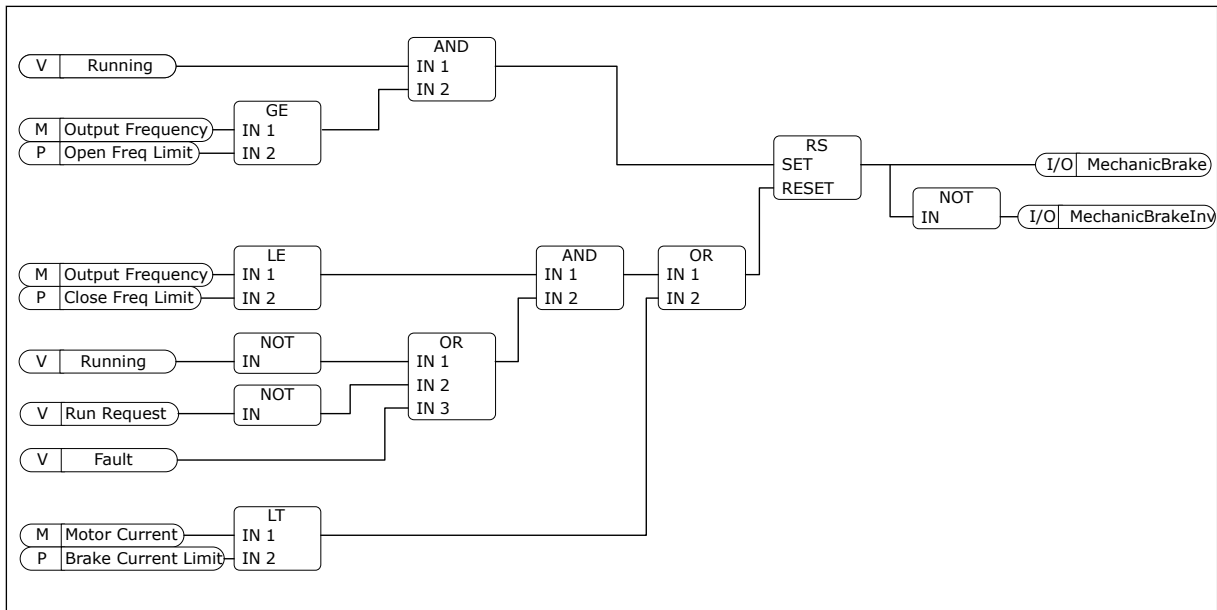 AND
V Running
IN 1
IN 2
GE
M Output Frequency
IN 1
P Open Freq Limit
IN 2
RS
SET
RESET
I/O MechanicBrake
NOT
IN
I/O MechanicBrakeInv
LE
M Output Frequency
IN 1
P Close Freq Limit
IN 2
AND
IN 1
IN 2
OR
IN 1
IN 2
NOT
V Running
IN
OR
IN 1
IN 2
IN 3
NOT
V Run Request
IN
V Fault
LT
M Motor Current
IN 1
P Brake Current Limit
IN 2